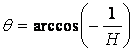 θ = arccos(-1/H)